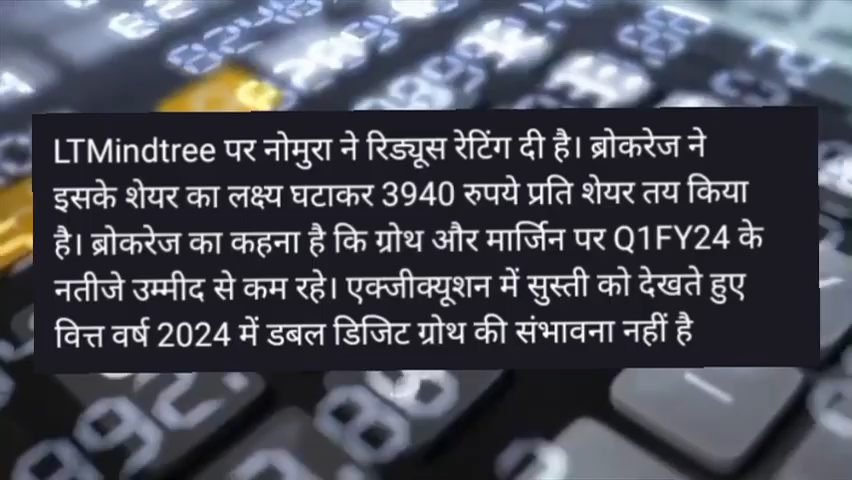 LTMindtree पर नोमुरा ने रिड्यूस रेटिंग दी है। ब्रोकरेज ने
इसके शेयर का लक्ष्य घटाकर 3940 रुपये प्रति शेयर तय किया
है। ब्रोकरेज का कहना है कि ग्रोथ और मार्जिन पर Q1FY24 के
नतीजे उम्मीद से कम रहे। एक्जीक्यूशन में सुस्ती को देखते हुए
वित्त वर्ष 2024 में डबल डिजिट ग्रोथ की संभावना नहीं है